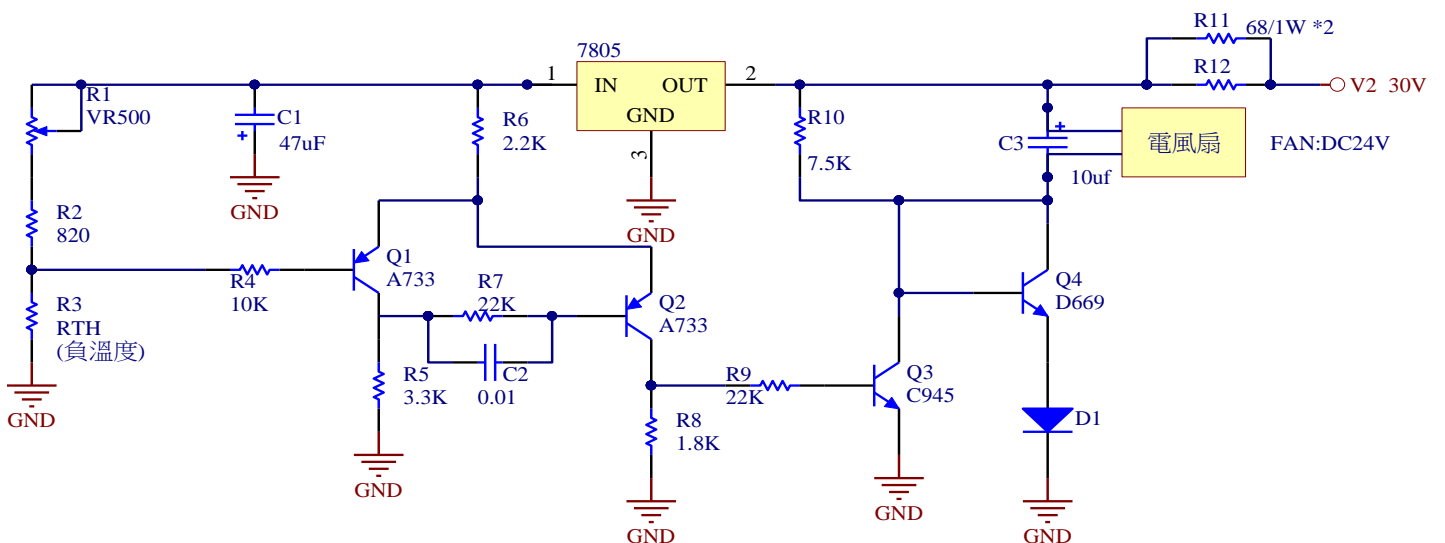 R11
68/1W *2
R12
V2 30V
7805
1
IN
OUT
2
GND
3
GND
R1
VR500
C1
47uF
GND
R6
2.2K
R10
7.5K
C3
10uf
電風扇
FAN:DC24V
R2
820
R3
RTH
(負溫度)
GND
R4
10K
Q1
A733
R7
22K
C2
0.01
R5
3.3K
GND
Q2
A733
R8
1.8K
GND
R9
22K
Q3
C945
GND
Q4
D669
D1
GND